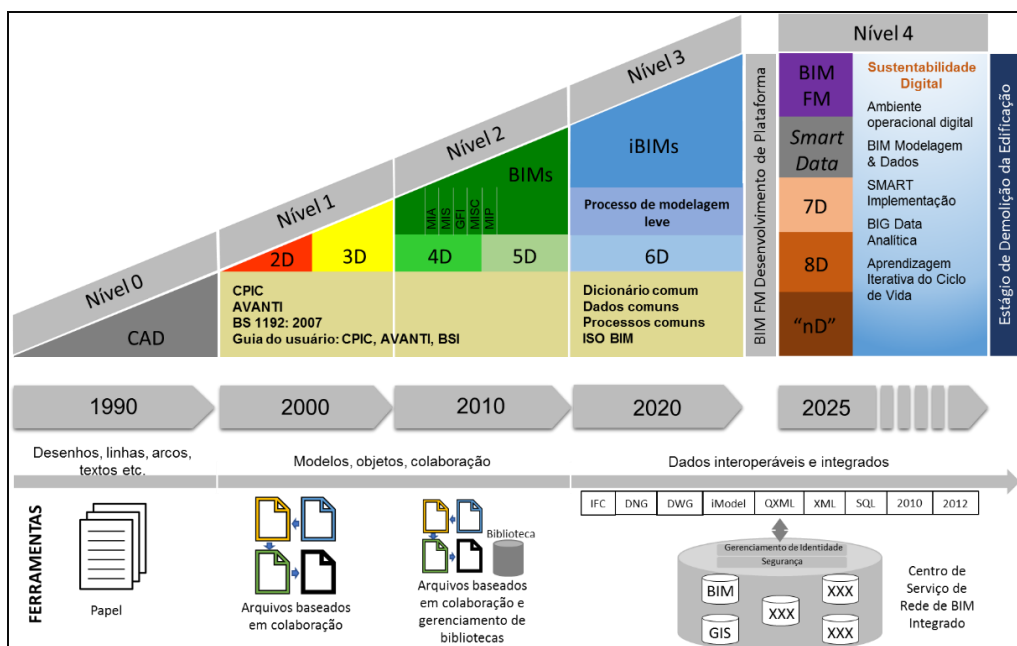 Nível 0
CAD
Nível 1
2D
3D
CPIC
AVANTI
BS 1192: 2007
Guia do usuário: CPIC, AVANTI, BSI
Nível 2
BIMs
MIA
MIS
GFI
MISC
MIP
4D
5D
Nível 3
iBIMs
Processo de modelagem
leve
6D
Dicionário comum
Dados comuns
Processos comuns
ISO BIM
BIM FM Desenvolvimento de Plataforma
Nível 4
BIM
FM
Smart
Data
7D
8D
“nD”
Sustentabilidade
Digital
Ambiente
operacional digital
BIM Modelagem
& Dados
SMART
Implementação
BIG Data
Analítica
Aprendizagem
Iterativa do Ciclo
de Vida
Estágio de Demolição da Edificação
1990
2000
2010
2020
2025
Desenhos, linhas, arcos,
textos etc.
Modelos, objetos, colaboração
Dados interoperáveis e integrados
FERRAMENTAS
Papel
Arquivos baseados
em colaboração
Biblioteca
Arquivos baseados
em colaboração e
gerenciamento de
bibliotecas
IFC DNG DWG iModel QXML XML SQL 2010 2012
Gerenciamento de Identidade
Segurança
BIM
XXX
XXX
GIS
XXX
Centro de
Serviço de
Rede de BIM
Integrado